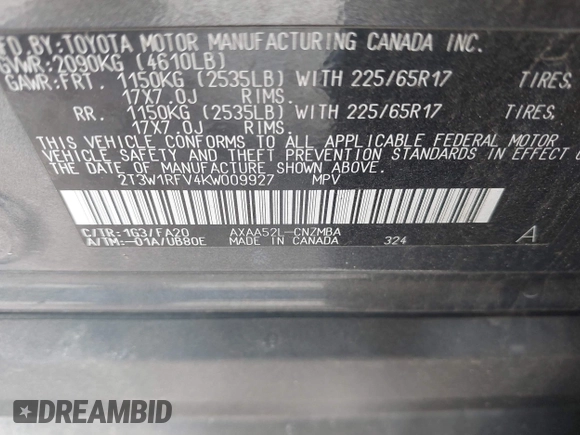 FD.BY:TOYOTA MOTOR MANUFACTURING CANADA INC.
GVWR:2090KG (4610LB)
GAWR:FRT. 1150KG (2535LB) WITH 225/65R17 TIRES,
17X7.0J RIMS.
RR. 1150KG (2535LB) WITH 225/65R17 TIRES,
17X7.0J RIMS.
THIS VEHICLE CONFORMS TO ALL APPLICABLE FEDERAL MOTOR
VEHICLE SAFETY AND THEFT PREVENTION STANDARDS IN EFFECT O
THE DATE OF MANUFACTURE SHOWN ABOVE.
2T3W1RFV4KW009927 MPV
C/TR:1G3/FA20 AXAA52L-CNZMBA 324 A
A/TM:-01A/UB80E MADE IN CANADA
DREAMBID